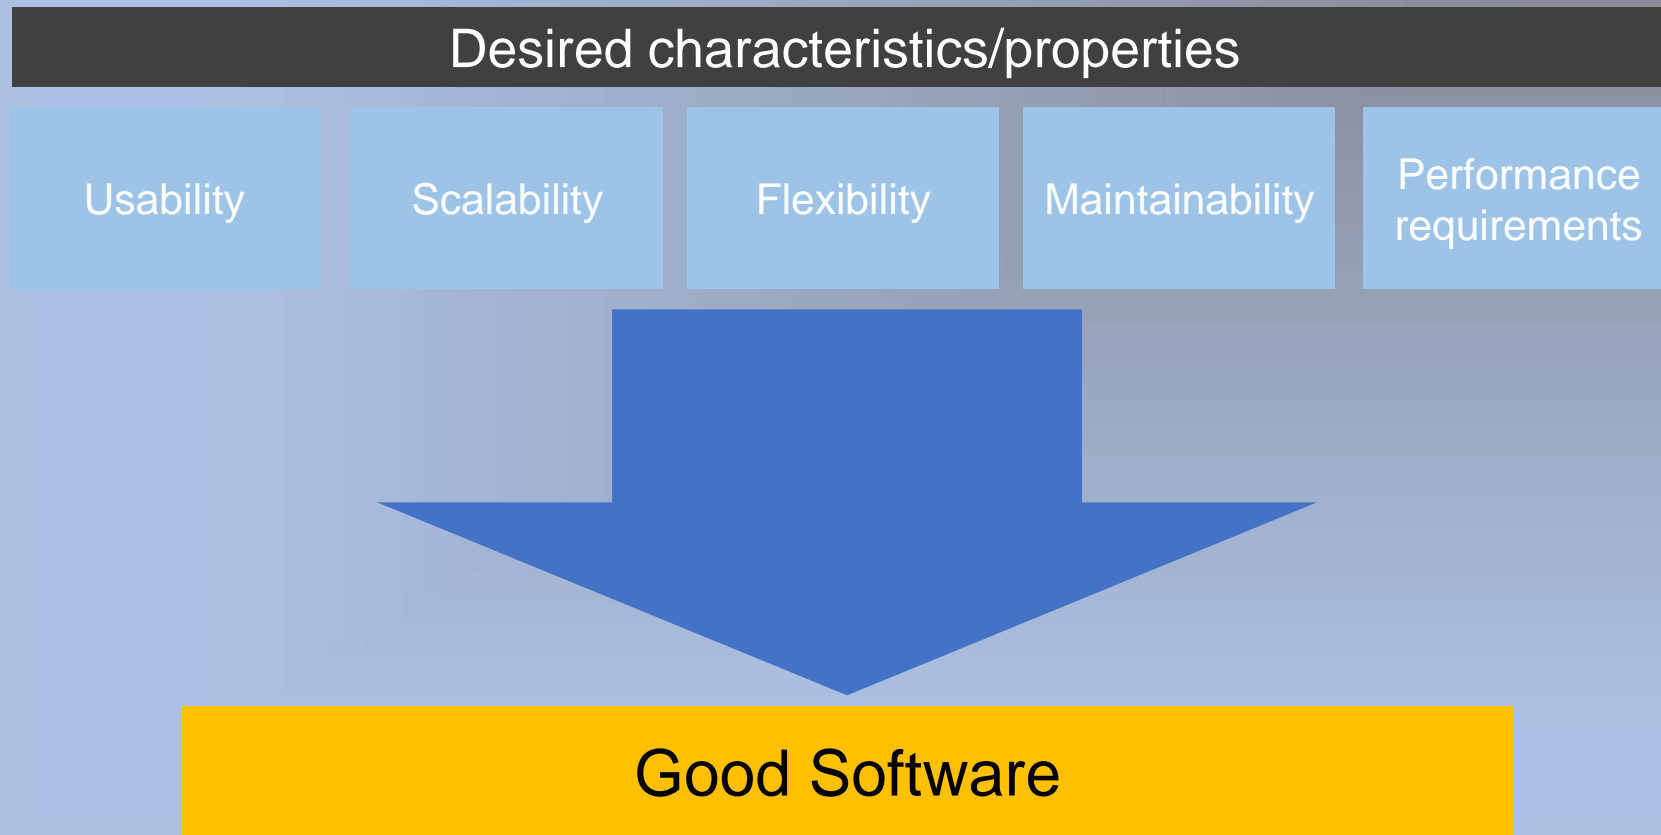 Desired characteristics/properties
Usability
Scalability
Flexibility
Maintainability
Performance
requirements
Good Software